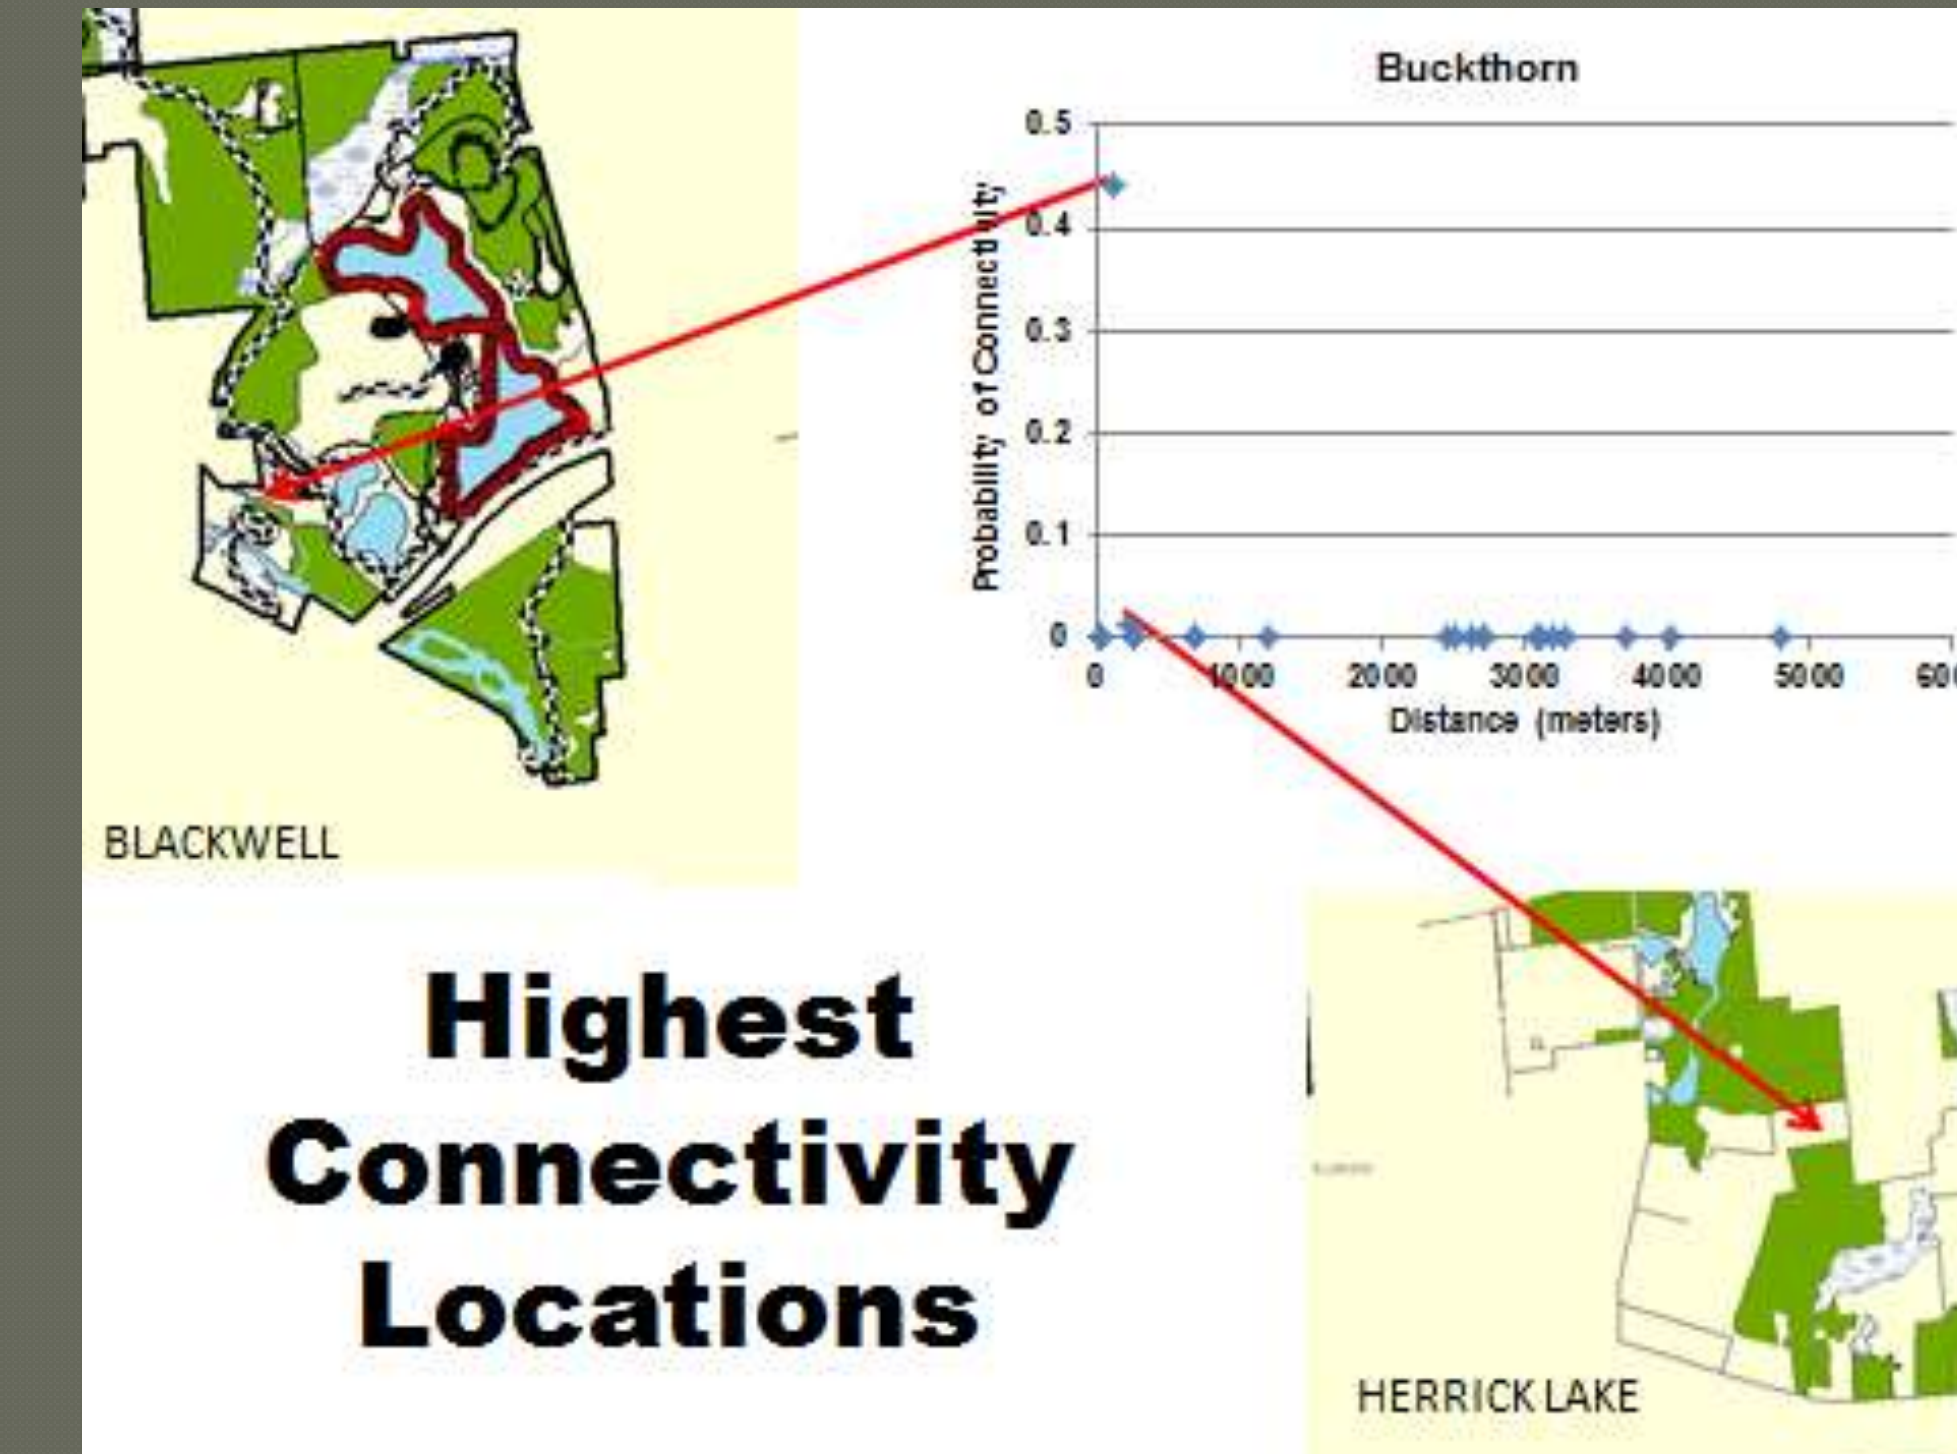 Buckthorn
0.5
0.4
0.3
0.2
0.1
0
Probability of Connectivity
0 1000 2000 3000 4000 5000
Distance (meters)
BLACKWELL
Highest
Connectivity
Locations
HERRICK LAKE